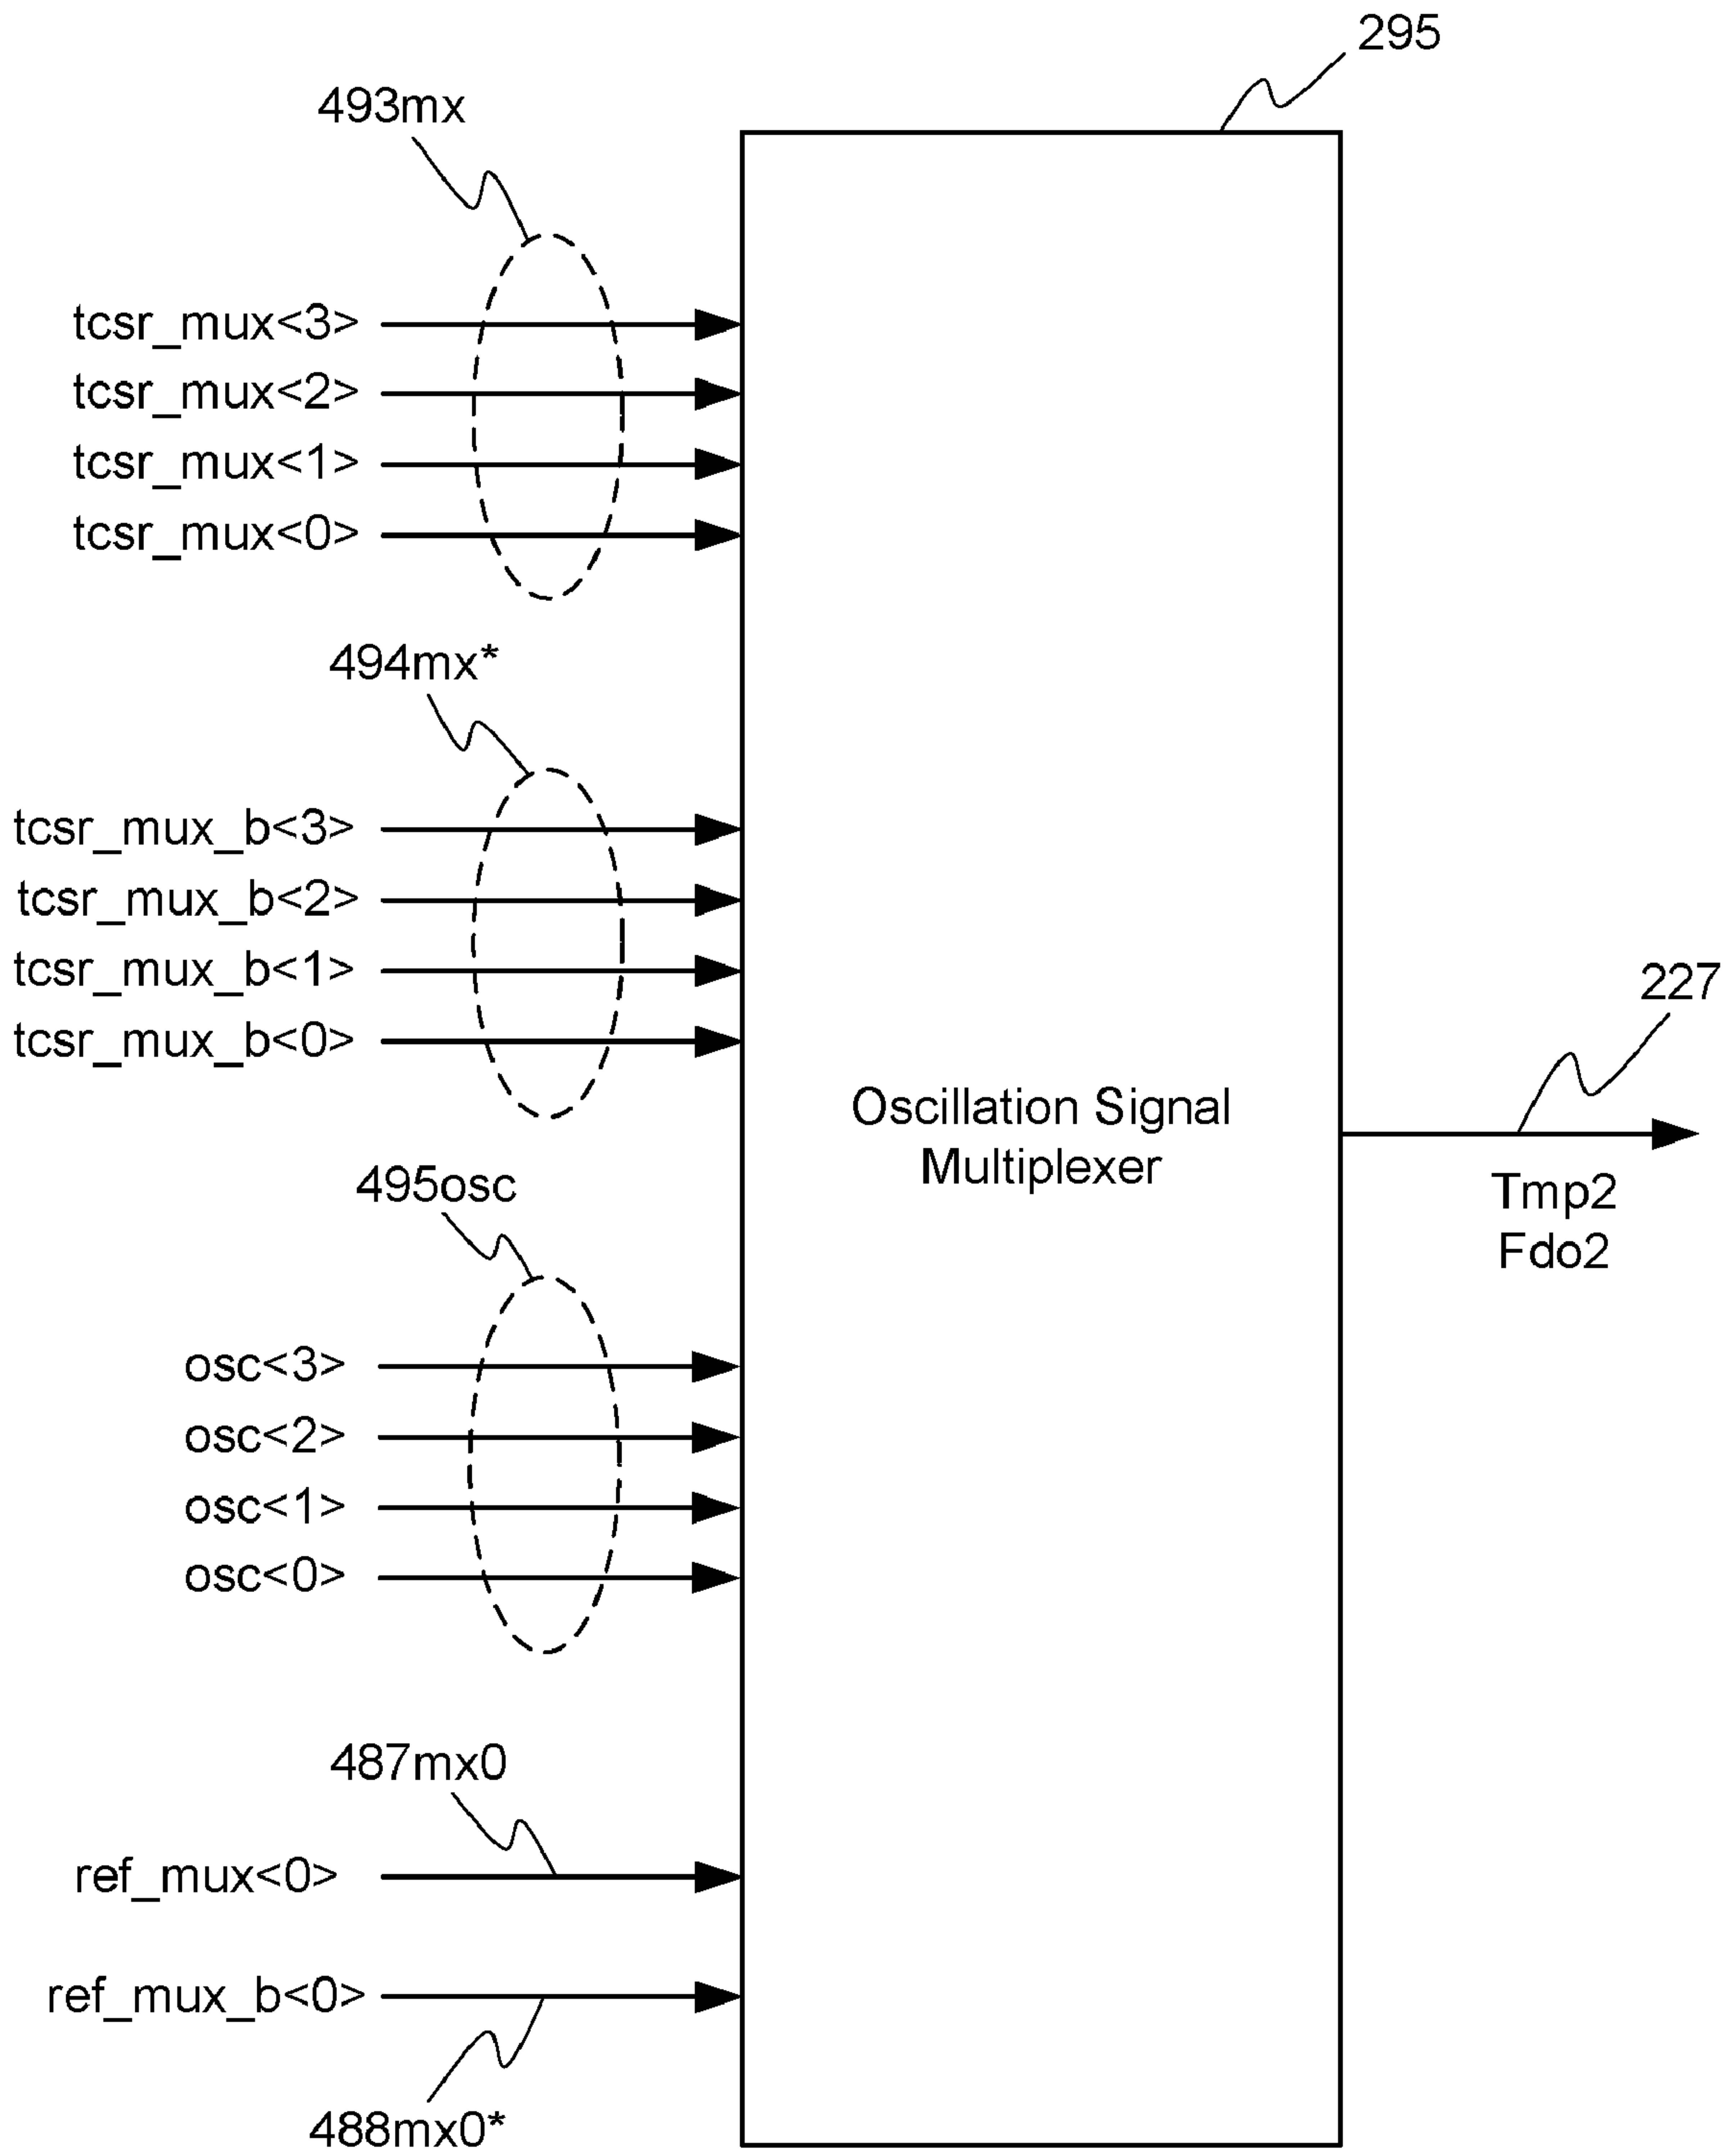 295
493mx
tcsr_mux<3>
tcsr_mux<2>
tcsr_mux<1>
tcsr_mux<0>
494mx*
tcsr_mux_b<3>
tcsr_mux_b<2>
tcsr_mux_b<1>
tcsr_mux_b<0>
Oscillation Signal
Multiplexer
227
Tmp2
Fdo2
495osc
osc<3>
osc<2>
osc<1>
osc<0>
487mx0
ref_mux<0>
ref_mux_b<0>
488mx0*